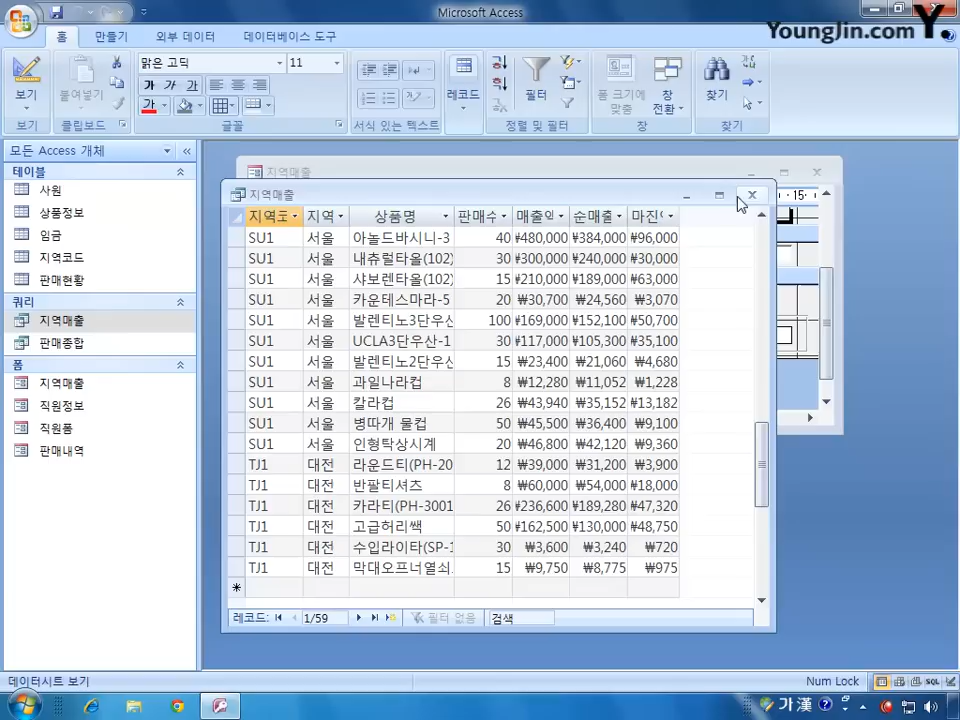 Microsoft Access
YoungJin.com Y.
홈 만들기 외부 데이터 데이터베이스 도구
맑은 고딕 11
보기 붙여넣기 가 가 가 레코드 필터 폼 크기에 맞춤 창 전환 찾기
보기 클립보드 글꼴 서식 있는 텍스트 정렬 및 필터 창 찾기
모든 Access 개체
테이블
사원
상품정보
임금
지역코드
판매현황
쿼리
지역매출
판매종합
폼
지역매출
직원정보
직원폼
판매내역
지역매출
15
지역매출
지역코 지역 상품명 판매수 매출익 순매출 마진
SU1 서울 아놀드바시니-3 40 ₩480,000 ₩384,000 ₩96,000
SU1 서울 내츄럴타올(102) 30 ₩300,000 ₩240,000 ₩30,000
SU1 서울 샤보렌타올(102) 15 ₩210,000 ₩189,000 ₩63,000
SU1 서울 카운테스마라-5 20 ₩30,700 ₩24,560 ₩3,070
SU1 서울 발렌티노3단우산 100 ₩169,000 ₩152,100 ₩50,700
SU1 서울 UCLA3단우산-1 30 ₩117,000 ₩105,300 ₩35,100
SU1 서울 발렌티노2단우산 15 ₩23,400 ₩21,060 ₩4,680
SU1 서울 과일나라컵 8 ₩12,280 ₩11,052 ₩1,228
SU1 서울 칼라컵 26 ₩43,940 ₩35,152 ₩13,182
SU1 서울 병따개 물컵 50 ₩45,500 ₩36,400 ₩9,100
SU1 서울 인형탁상시계 20 ₩46,800 ₩42,120 ₩9,360
TJ1 대전 라운드티(PH-20 12 ₩39,000 ₩31,200 ₩3,900
TJ1 대전 반팔티셔츠 8 ₩60,000 ₩54,000 ₩18,000
TJ1 대전 카라티(PH-3001 26 ₩236,600 ₩189,280 ₩47,320
TJ1 대전 고급허리쌕 50 ₩162,500 ₩130,000 ₩48,750
TJ1 대전 수입라이타(SP-1 30 ₩3,600 ₩3,240 ₩720
TJ1 대전 막대오프너열쇠 15 ₩9,750 ₩8,775 ₩975
레코드: 1/59 필터 없음 검색
데이터시트 보기 Num Lock SQL
가 漢